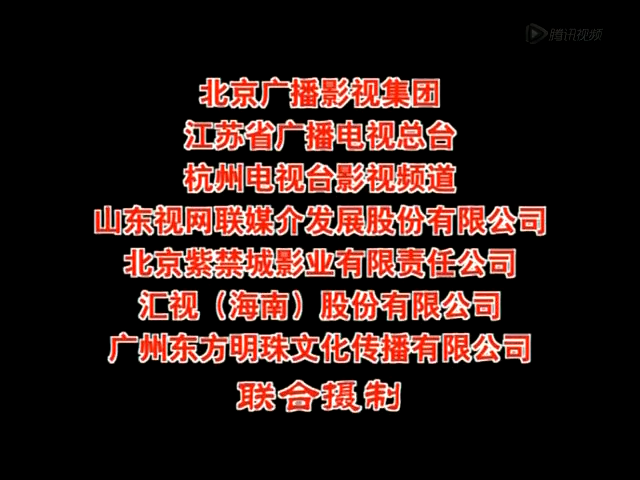 腾讯视频
北京广播影视集团
江苏省广播电视总台
杭州电视台影视频道
山东视网联媒介发展股份有限公司
北京紫禁城影业有限责任公司
汇视（海南）股份有限公司
广州东方明珠文化传播有限公司
联合摄制